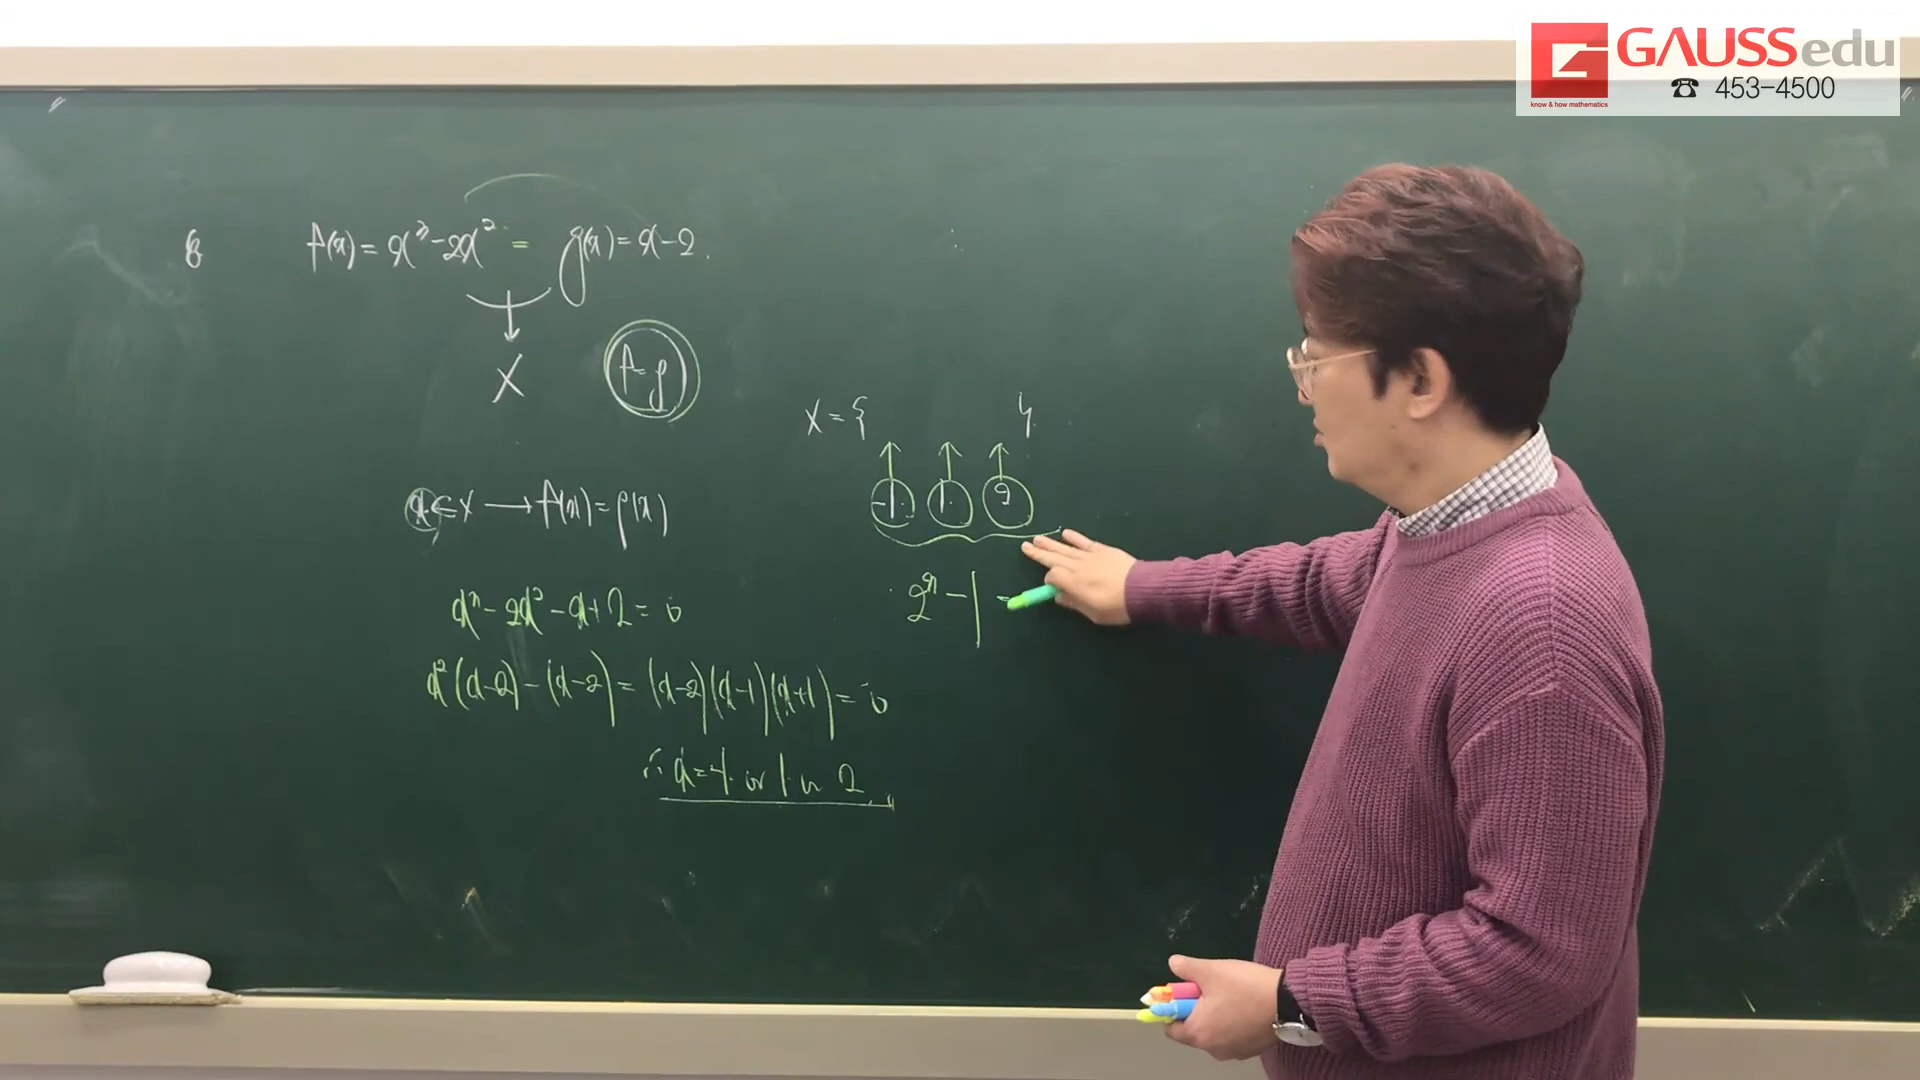 GAUSSedu
know & how mathematics
☎ 453-4500
8 f(x)=x³-2x² = g(x)=x-2.
X
f=g
X={ }
-1 1 2
x∈X → f(x)=g(x)
2³-1=
x³-2x²-x+2=0
x²(x-2)-(x-2)=(x-2)(x-1)(x+1)=0
∴ x=-1 or 1 or 2